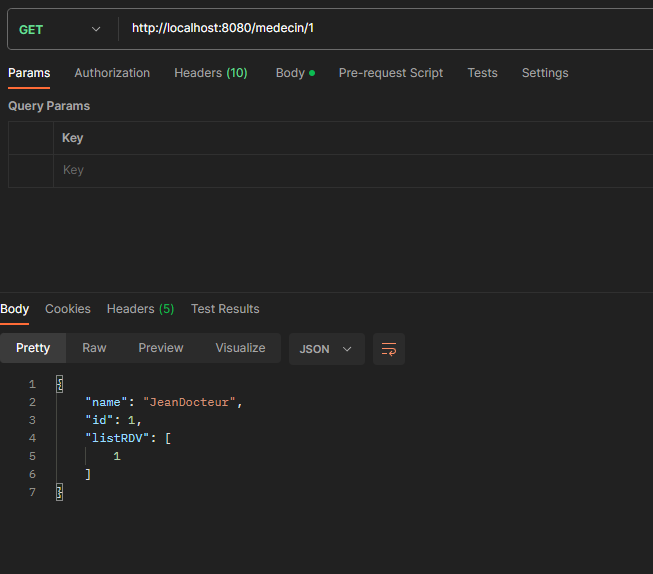 GET http://localhost:8080/medecin/1
Params Authorization Headers (10) Body Pre-request Script Tests Settings
Query Params
Key
Key
Body Cookies Headers (5) Test Results
Pretty Raw Preview Visualize JSON
1 {
2 "name": "JeanDocteur",
3 "id": 1,
4 "listRDV": [
5 1
6 ]
7 }